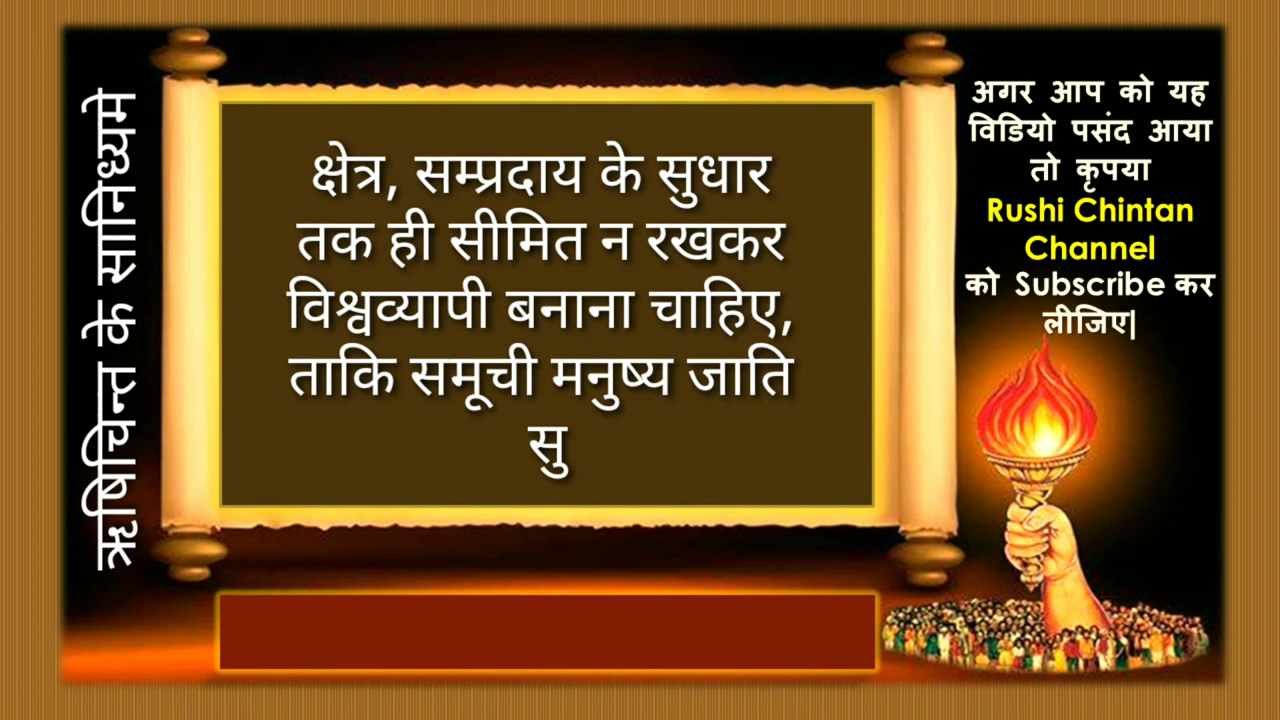 ऋषिचिन्त के सानिध्यमे
क्षेत्र, सम्प्रदाय के सुधार
तक ही सीमित न रखकर
विश्वव्यापी बनाना चाहिए,
ताकि समूची मनुष्य जाति
सु
अगर आप को यह
विडियो पसंद आया
तो कृपया
Rushi Chintan
Channel
को Subscribe कर
लीजिए|